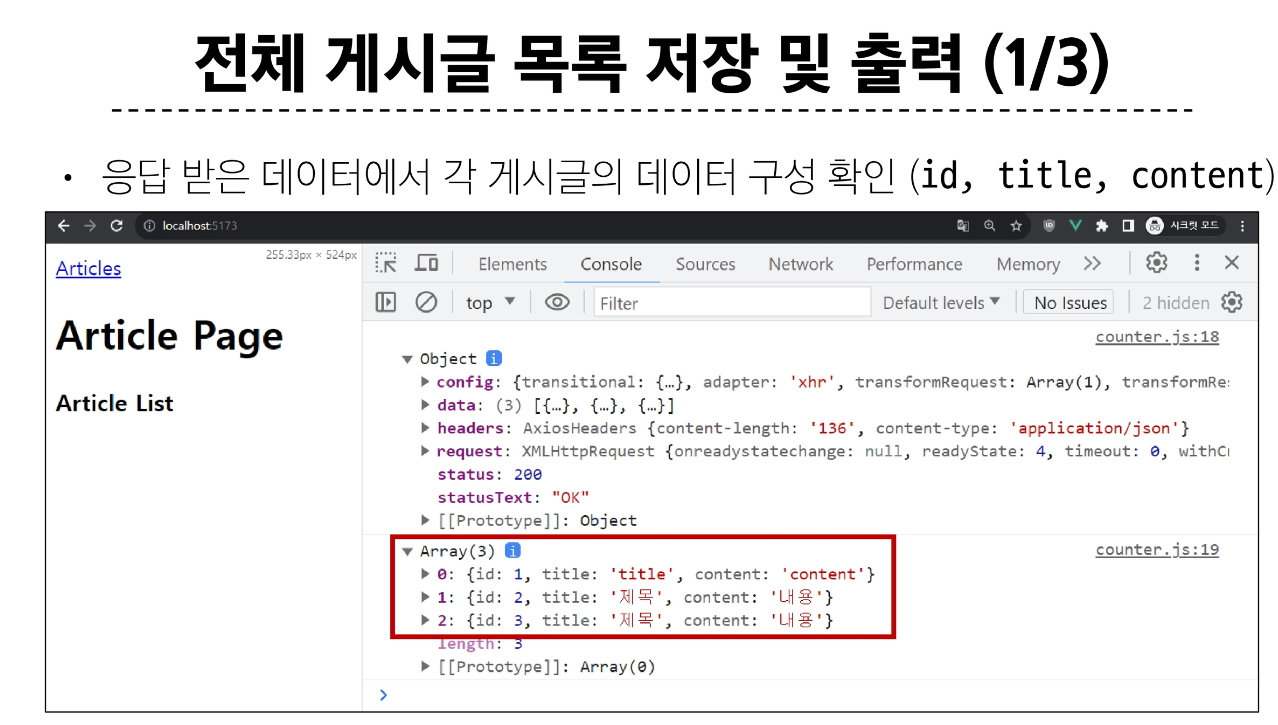 전체 게시글 목록 저장 및 출력 (1/3)
• 응답 받은 데이터에서 각 게시글의 데이터 구성 확인 (id, title, content)
localhost:5173 시크릿 모드
Articles
255.33px × 524px
Article Page
Article List
Elements Console Sources Network Performance Memory
top Filter Default levels No Issues 2 hidden
counter.js:18
Object
config: {transitional: {…}, adapter: 'xhr', transformRequest: Array(1), transformRe
data: (3) [{…}, {…}, {…}]
headers: AxiosHeaders {content-length: '136', content-type: 'application/json'}
request: XMLHttpRequest {onreadystatechange: null, readyState: 4, timeout: 0, withCr
status: 200
statusText: "OK"
[[Prototype]]: Object
counter.js:19
Array(3)
0: {id: 1, title: 'title', content: 'content'}
1: {id: 2, title: '제목', content: '내용'}
2: {id: 3, title: '제목', content: '내용'}
length: 3
[[Prototype]]: Array(0)